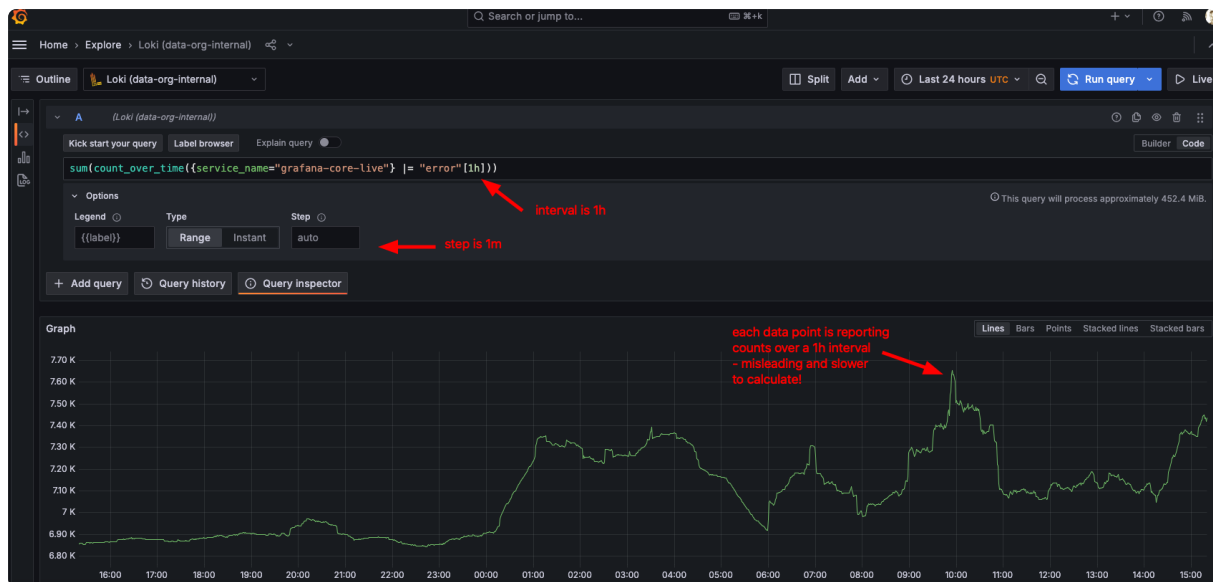 Search or jump to...
⌘+k
Home › Explore › Loki (data-org-internal)
Outline
Loki (data-org-internal)
Split
Add
Last 24 hours UTC
Run query
Live
A
(Loki (data-org-internal))
Kick start your query
Label browser
Explain query
Builder
Code
sum(count_over_time({service_name="grafana-core-live"} |= "error"[1h]))
Options
This query will process approximately 452.4 MiB.
Legend
Type
Step
{{label}}
Range
Instant
auto
interval is 1h
step is 1m
+ Add query
Query history
Query inspector
Graph
Lines
Bars
Points
Stacked lines
Stacked bars
each data point is reporting
counts over a 1h interval
- misleading and slower
to calculate!
7.70 K
7.60 K
7.50 K
7.40 K
7.30 K
7.20 K
7.10 K
7 K
6.90 K
6.80 K
16:00 17:00 18:00 19:00 20:00 21:00 22:00 23:00 00:00 01:00 02:00 03:00 04:00 05:00 06:00 07:00 08:00 09:00 10:00 11:00 12:00 13:00 14:00 15:00